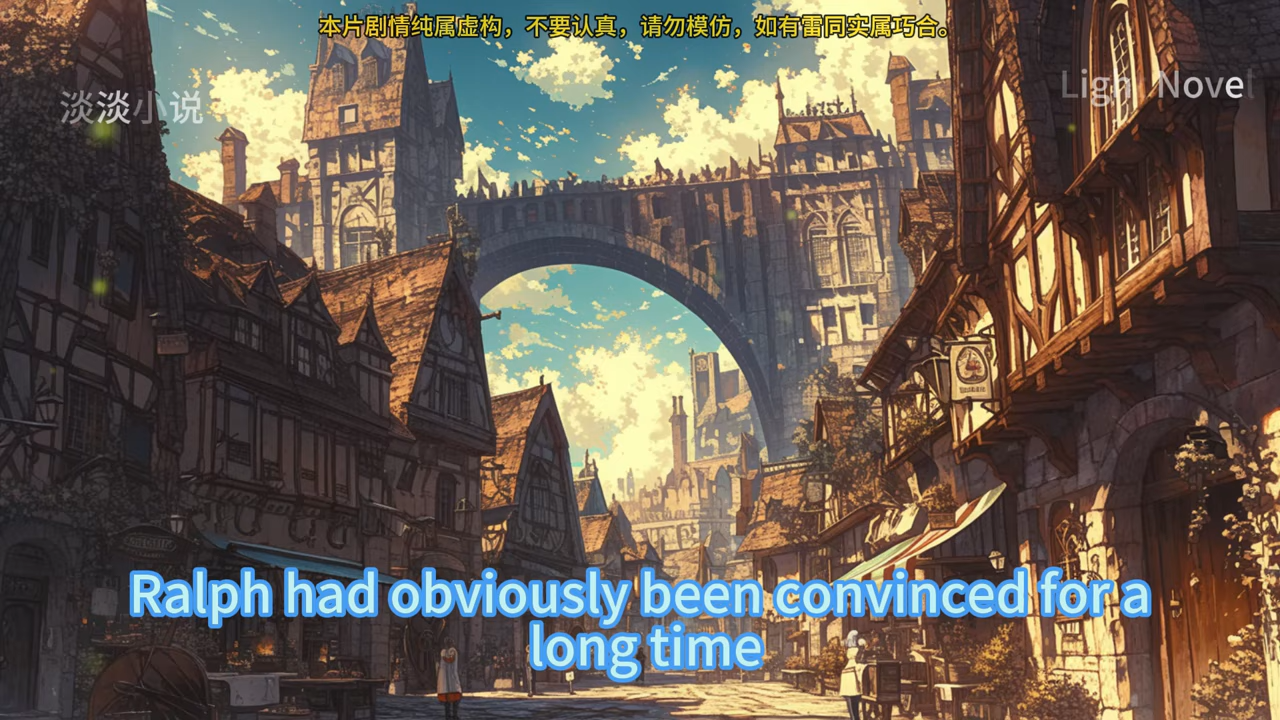 本片剧情纯属虚构，不要认真，请勿模仿，如有雷同实属巧合。
淡淡小说
Light Novel
Ralph had obviously been convinced for a
long time